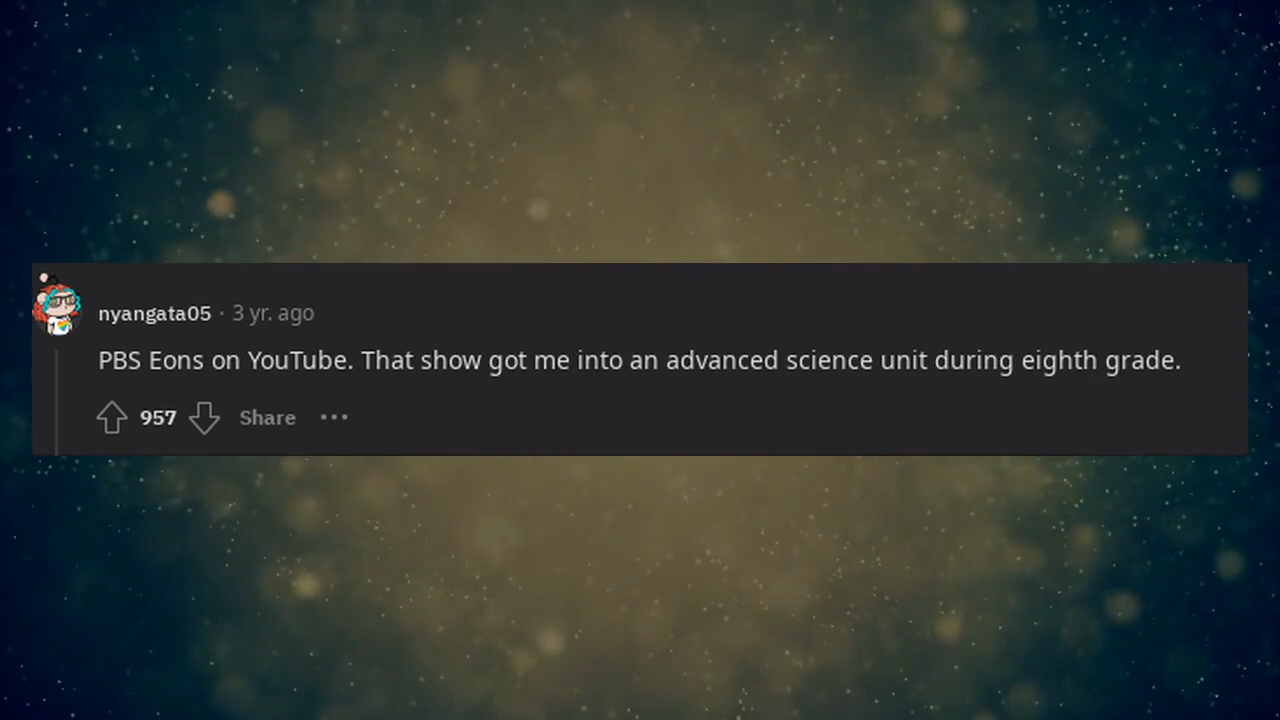 nyangata05 · 3 yr. ago
PBS Eons on YouTube. That show got me into an advanced science unit during eighth grade.
957 Share ···